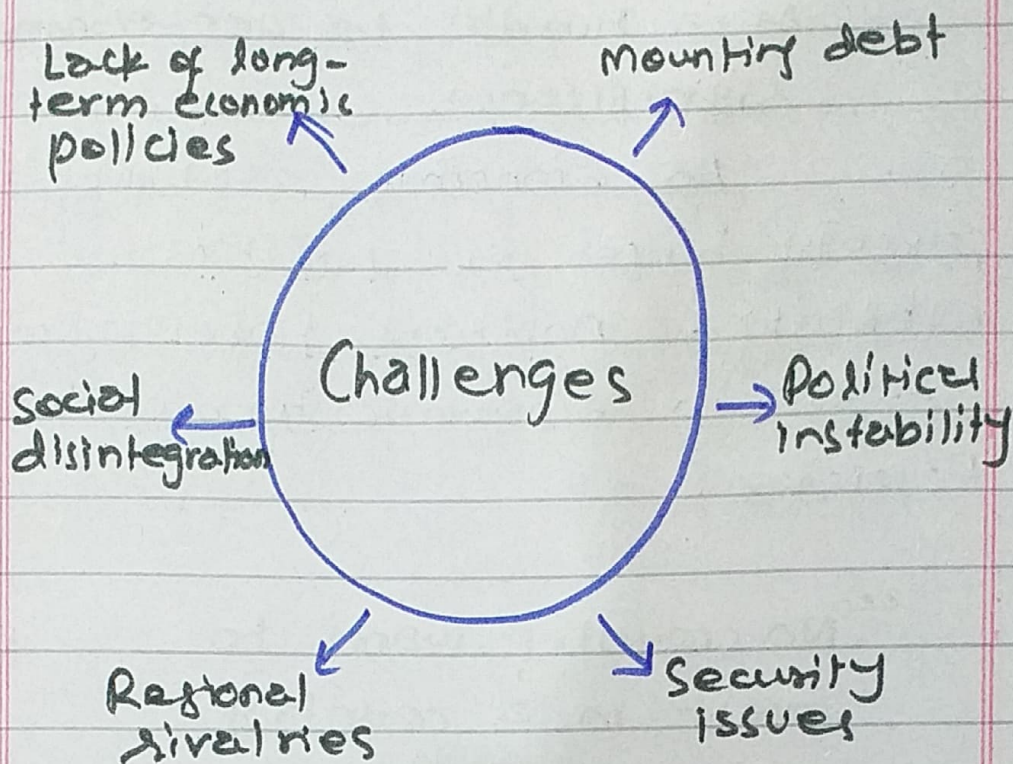 Lack of long-
term economic
policies
Mounting debt
Challenges
Social
disintegration
Political
instability
Regional
rivalries
Security
issues